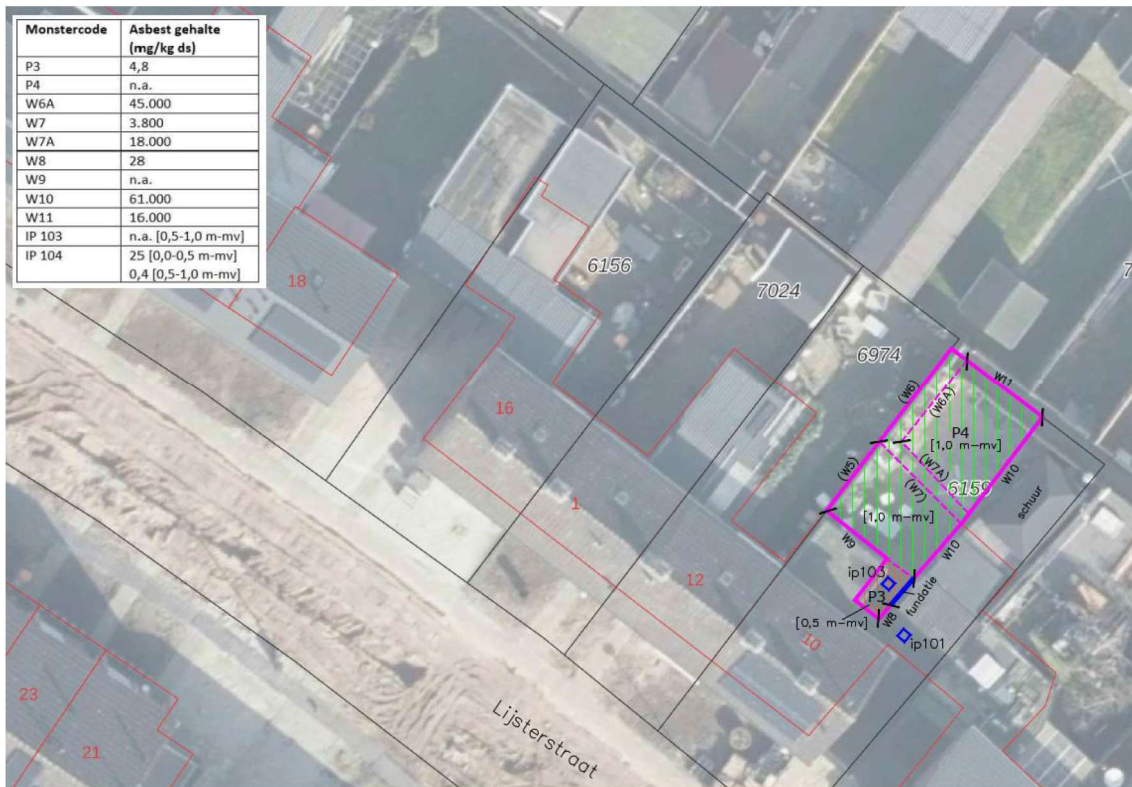 Monstercode Asbest gehalte (mg/kg ds)
P3 4,8
P4 n.a.
W6A 45.000
W7 3.800
W7A 18.000
W8 28
W9 n.a.
W10 61.000
W11 16.000
IP 103 n.a. [0,5-1,0 m-mv]
IP 104 25 [0,0-0,5 m-mv]
0,4 [0,5-1,0 m-mv]
18
6156
7024
6974
16
(W6)
W11
(W6A)
P4
[1,0 m-mv]
(W5)
(W7A)
(W7)
6159
W10
schuur
1
[1,0 m-mv]
W9
W10
12
ip103
P3
fundatie
[0,5 m-mv]
W8
ip101
10
Lijsterstraat
23
21